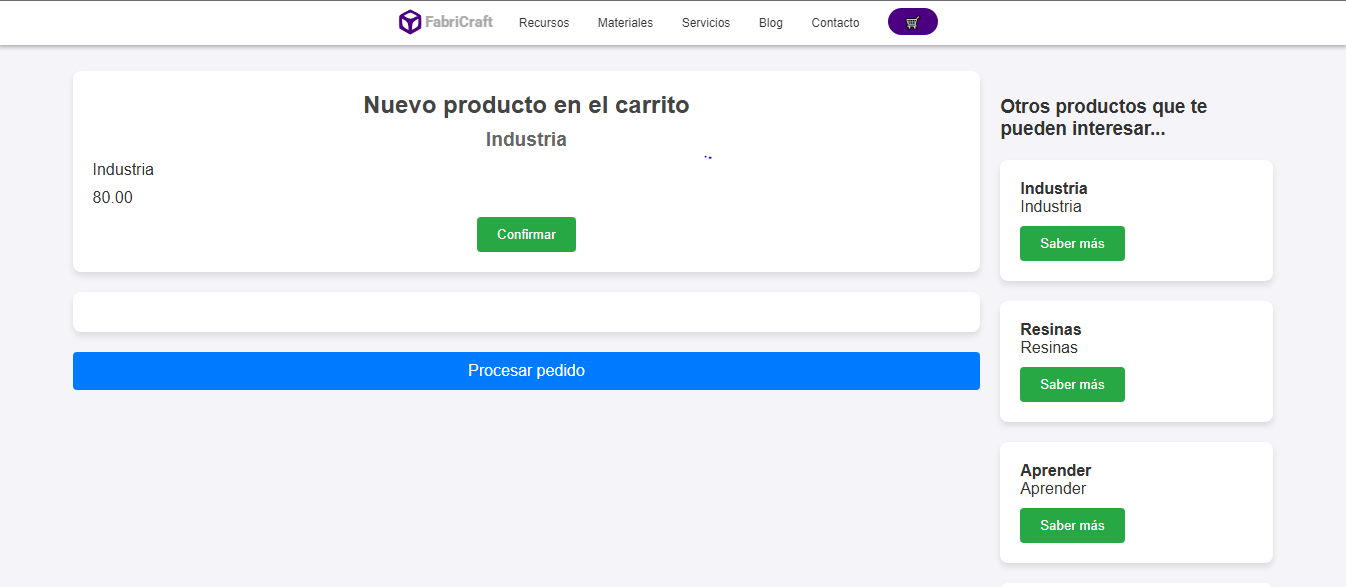 FabriCraft Recursos Materiales Servicios Blog Contacto
Nuevo producto en el carrito
Industria
Industria
80.00
Confirmar
Procesar pedido
Otros productos que te
pueden interesar...
Industria
Industria
Saber más
Resinas
Resinas
Saber más
Aprender
Aprender
Saber más